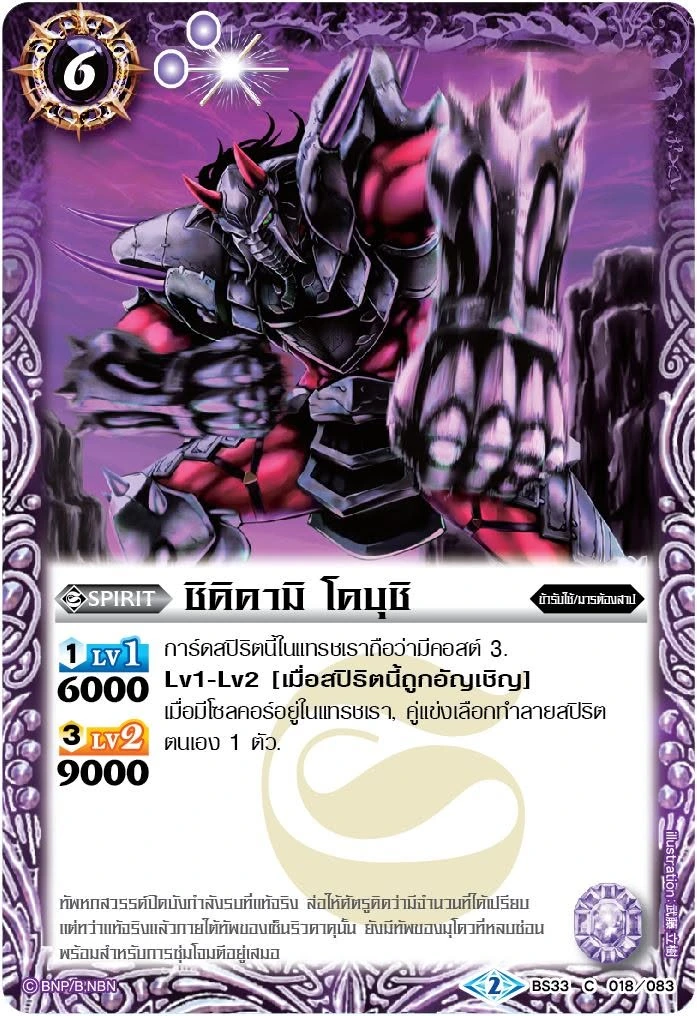 6
SPIRIT ชิคิคามิ โคบุชิ
ข้ารับใช้/มารต้องสาป
1 LV1
6000
3 LV2
9000
การ์ดสปิริตนี้ในแทรชเราถือว่ามีคอสต์ 3.
Lv1-Lv2 [เมื่อสปิริตนี้ถูกอัญเชิญ]
เมื่อมีโซลคอร์อยู่ในแทรชเรา, คู่แข่งเลือกทำลายสปิริต
ตนเอง 1 ตัว.
ทัพหกสวรรค์ปิดบังกำลังรบที่แท้จริง ล่อให้ศัตรูคิดว่ามีจำนวนที่ได้เปรียบ
แต่ทว่าแท้จริงแล้วภายใต้ทัพของเซ็นริวคาคุนั้น ยังมีทัพของมุโดวที่หลบซ่อน
พร้อมสำหรับการซุ่มโจมตีอยู่เสมอ
illustration: 武藤 立樹
©BNP/B,NBN
2
BS33 C 018/083